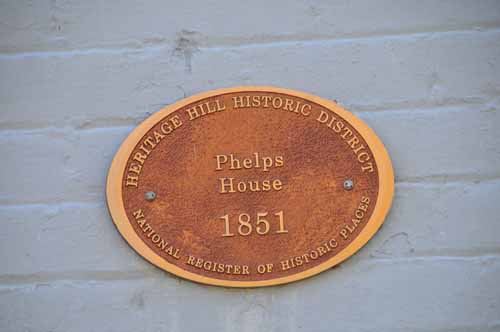 HERITAGE HILL HISTORIC DISTRICT
Phelps
House
1851
NATIONAL REGISTER OF HISTORIC PLACES